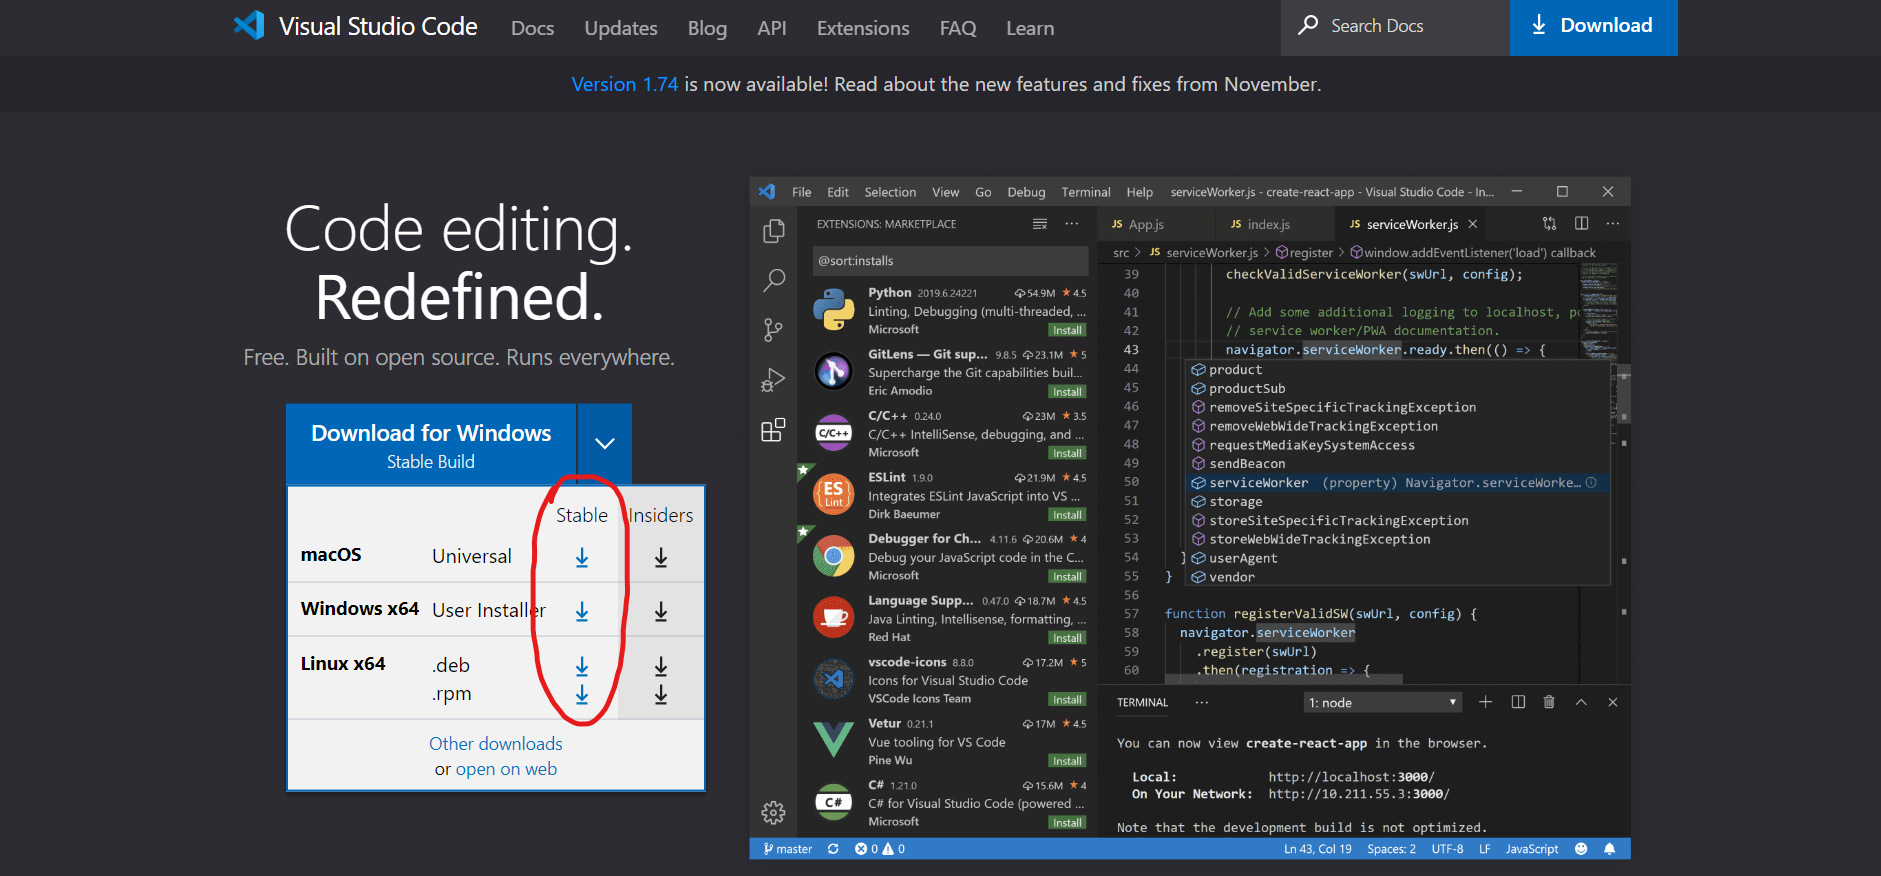 Visual Studio Code Docs Updates Blog API Extensions FAQ Learn Search Docs Download
Version 1.74 is now available! Read about the new features and fixes from November.
Code editing.
Redefined.
Free. Built on open source. Runs everywhere.
Download for Windows
Stable Build
Stable Insiders
macOS Universal
Windows x64 User Installer
Linux x64 .deb
.rpm
Other downloads
or open on web
File Edit Selection View Go Debug Terminal Help serviceWorker.js - create-react-app - Visual Studio Code - In...
EXTENSIONS: MARKETPLACE
@sort:installs
Python 2019.6.24221 54.9M 4.5
Linting, Debugging (multi-threaded, ...
Microsoft Install
GitLens — Git sup... 9.8.5 23.1M 5
Supercharge the Git capabilities buil...
Eric Amodio Install
C/C++ 0.24.0 23M 3.5
C/C++
C/C++ IntelliSense, debugging, and ...
Microsoft Install
ESLint 1.9.0 21.9M 4.5
ES
Lint
Integrates ESLint JavaScript into VS ...
Dirk Baeumer Install
Debugger for Ch... 4.11.6 20.6M 4
Debug your JavaScript code in the C...
Microsoft Install
Language Supp... 0.47.0 18.7M 4.5
Java Linting, Intellisense, formatting, ...
Red Hat Install
vscode-icons 8.8.0 17.2M 5
Icons for Visual Studio Code
VSCode Icons Team Install
Vetur 0.21.1 17M 4.5
Vue tooling for VS Code
Pine Wu Install
C# 1.21.0 15.6M 4
C#
C# for Visual Studio Code (powered ...
Microsoft Install
JS App.js JS index.js JS serviceWorker.js
src > JS serviceWorker.js > register > window.addEventListener('load') callback
39 checkValidServiceWorker(swUrl, config);
40
41 // Add some additional logging to localhost, po
42 // service worker/PWA documentation.
43 navigator.serviceWorker.ready.then(() => {
44 product
45 productSub
46 removeSiteSpecificTrackingException
47 removeWebWideTrackingException
48 requestMediaKeySystemAccess
49 sendBeacon
50 serviceWorker (property) Navigator.serviceWorke...
51 storage
52 storeSiteSpecificTrackingException
53 storeWebWideTrackingException
54 } userAgent
55 } vendor
56
57 function registerValidSW(swUrl, config) {
58 navigator.serviceWorker
59 .register(swUrl)
60 .then(registration => {
TERMINAL ... 1: node
You can now view create-react-app in the browser.
Local: http://localhost:3000/
On Your Network: http://10.211.55.3:3000/
Note that the development build is not optimized.
master 0 0 Ln 43, Col 19 Spaces: 2 UTF-8 LF JavaScript